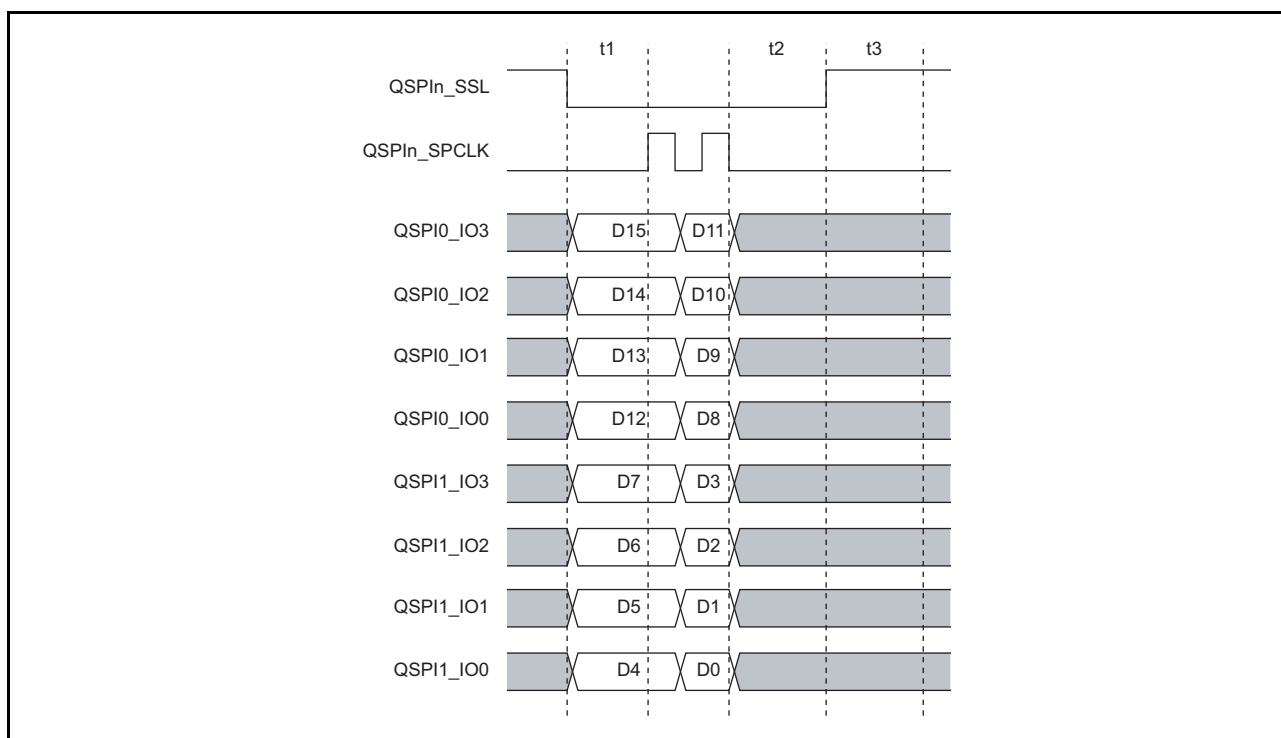 t1 t2 t3
QSPIn_SSL
QSPIn_SPCLK
QSPI0_IO3 D15 D11
QSPI0_IO2 D14 D10
QSPI0_IO1 D13 D9
QSPI0_IO0 D12 D8
QSPI1_IO3 D7 D3
QSPI1_IO2 D6 D2
QSPI1_IO1 D5 D1
QSPI1_IO0 D4 D0